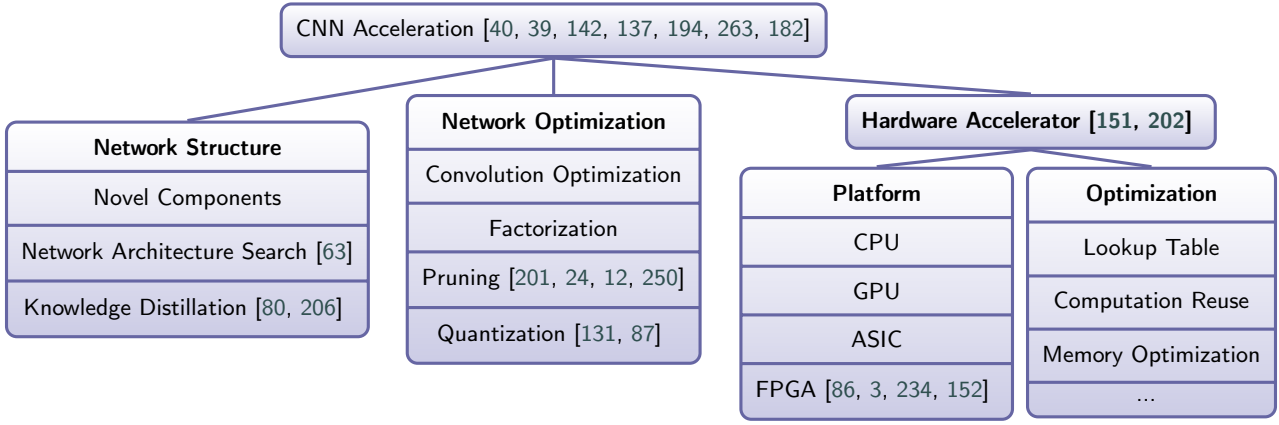 CNN Acceleration [40, 39, 142, 137, 194, 263, 182]
Network Structure
Novel Components
Network Architecture Search [63]
Knowledge Distillation [80, 206]
Network Optimization
Convolution Optimization
Factorization
Pruning [201, 24, 12, 250]
Quantization [131, 87]
Hardware Accelerator [151, 202]
Platform
CPU
GPU
ASIC
FPGA [86, 3, 234, 152]
Optimization
Lookup Table
Computation Reuse
Memory Optimization
...